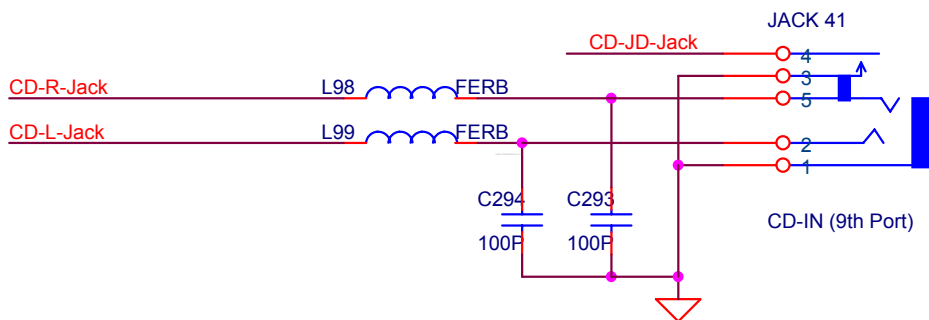 JACK 41
CD-JD-Jack
4
3
CD-R-Jack
L98
FERB
5
CD-L-Jack
L99
FERB
2
1
C294
C293
100P
100P
CD-IN (9th Port)